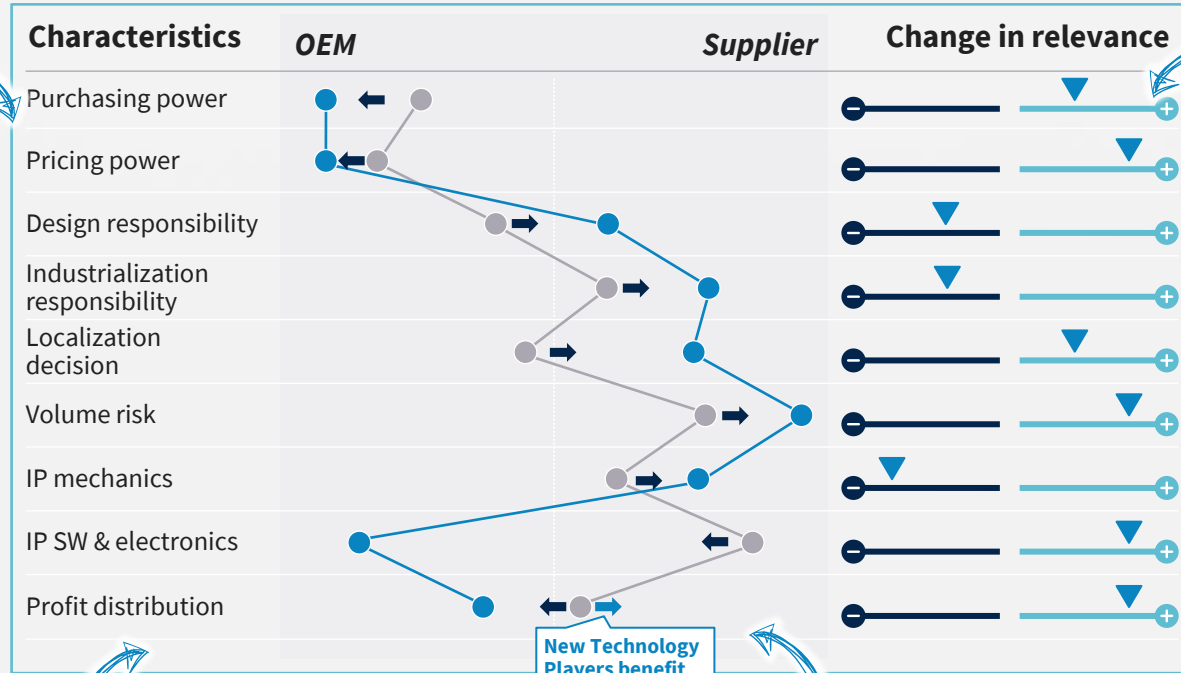 Characteristics OEM Supplier Change in relevance
Purchasing power
Pricing power
Design responsibility
Industrialization
responsibility
Localization
decision
Volume risk
IP mechanics
IP SW & electronics
Profit distribution
New Technology
Players benefit